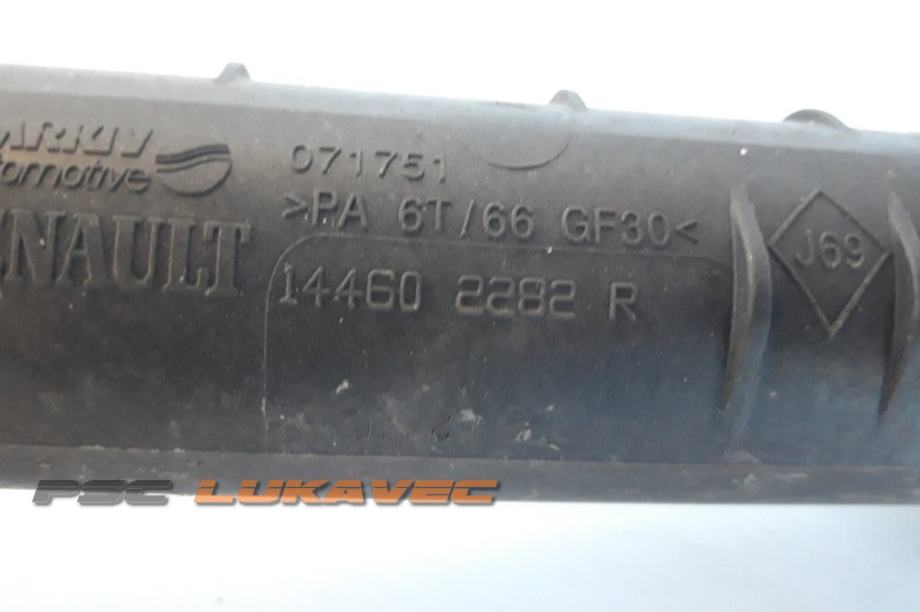 071751
>PA 6T/66 GF30<
J69
14460 2282 R
PSC LUKAVEC